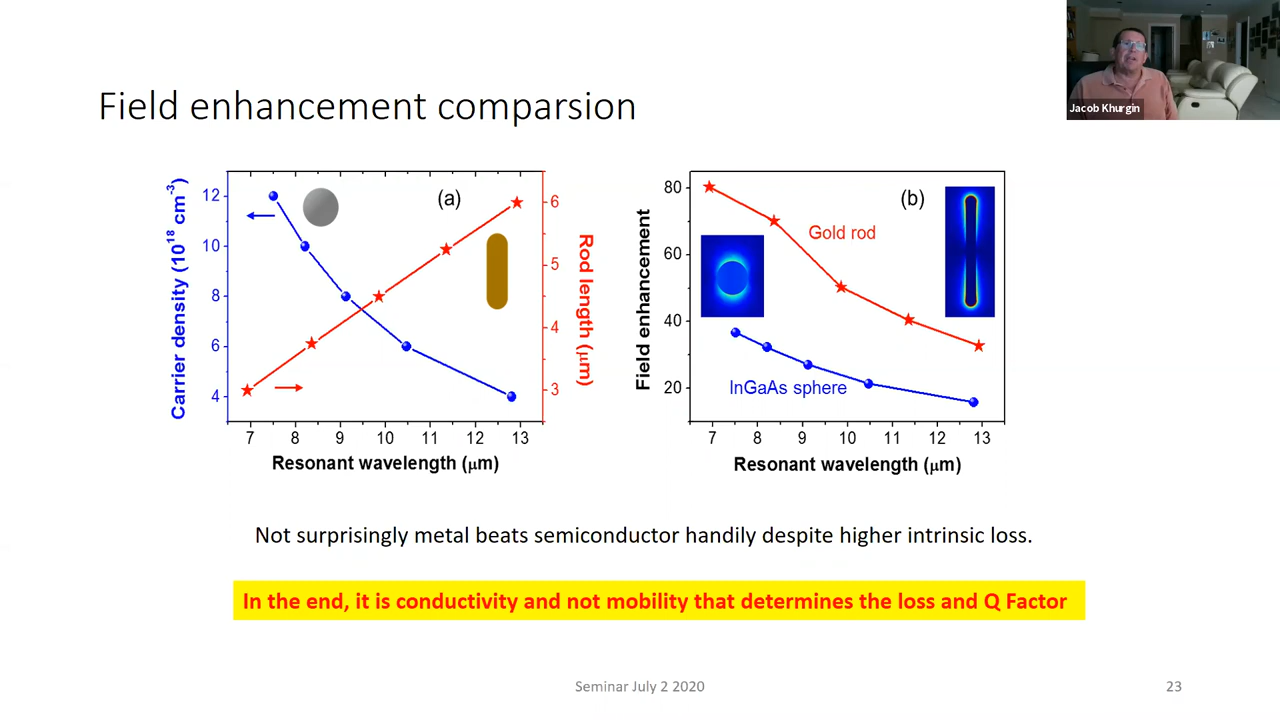 Jacob Khurgin
Field enhancement comparsion
Carrier density (10¹⁸ cm⁻³)
12
10
8
6
4
(a)
6
5
4
3
Rod length (μm)
7 8 9 10 11 12 13
Resonant wavelength (μm)
Field enhancement
80
60
40
20
(b)
Gold rod
InGaAs sphere
7 8 9 10 11 12 13
Resonant wavelength (μm)
Not surprisingly metal beats semiconductor handily despite higher intrinsic loss.
In the end, it is conductivity and not mobility that determines the loss and Q Factor
Seminar July 2 2020
23